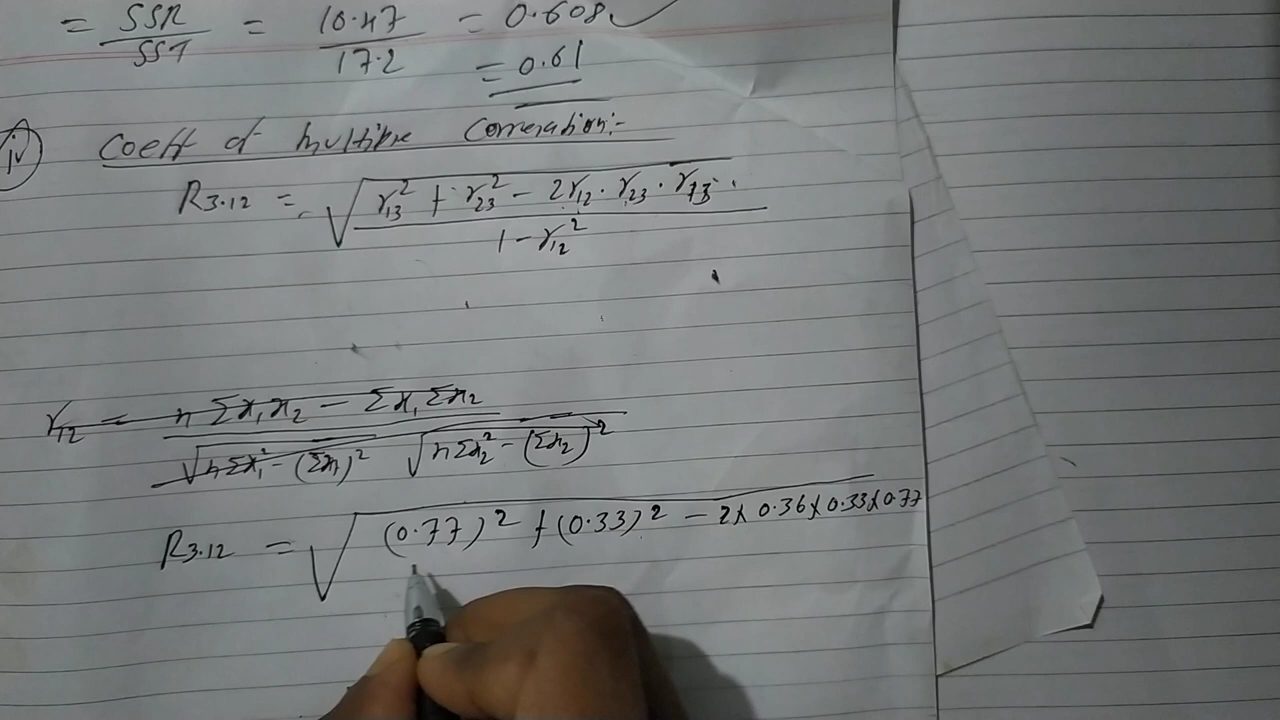 = SSR / SST = 10.47 / 17.2 = 0.608 ✓
= 0.61
iv) Coeff of multiple Correlation:-
R3.12 = √((r13² + r23² - 2r12 · r23 · r13) / (1 - r12²))
r12 = (n Σx1x2 - Σx1 Σx2) / (√(nΣx1² - (Σx1)²) √(nΣx2² - (Σx2)²))
R3.12 = √((0.77)² + (0.33)² - 2 × 0.36 × 0.33 × 0.77